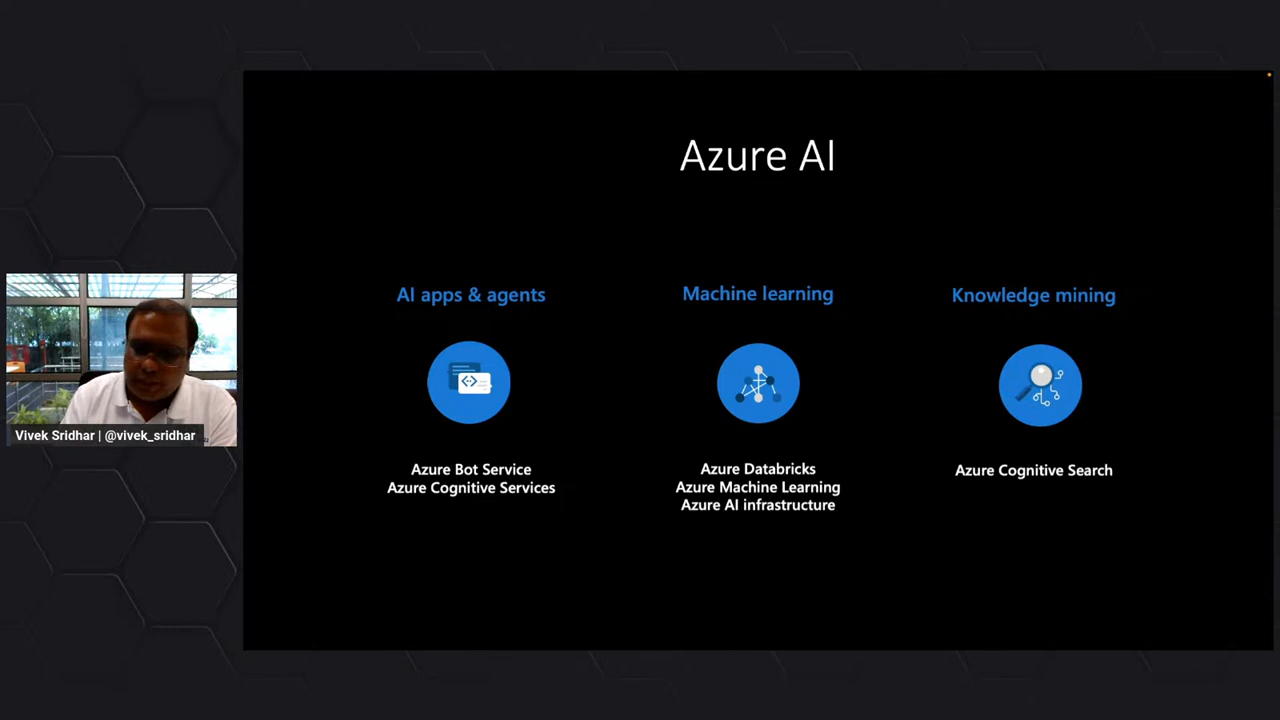 Azure AI
AI apps & agents
Azure Bot Service
Azure Cognitive Services
Machine learning
Azure Databricks
Azure Machine Learning
Azure AI infrastructure
Knowledge mining
Azure Cognitive Search
Vivek Sridhar | @vivek_sridhar